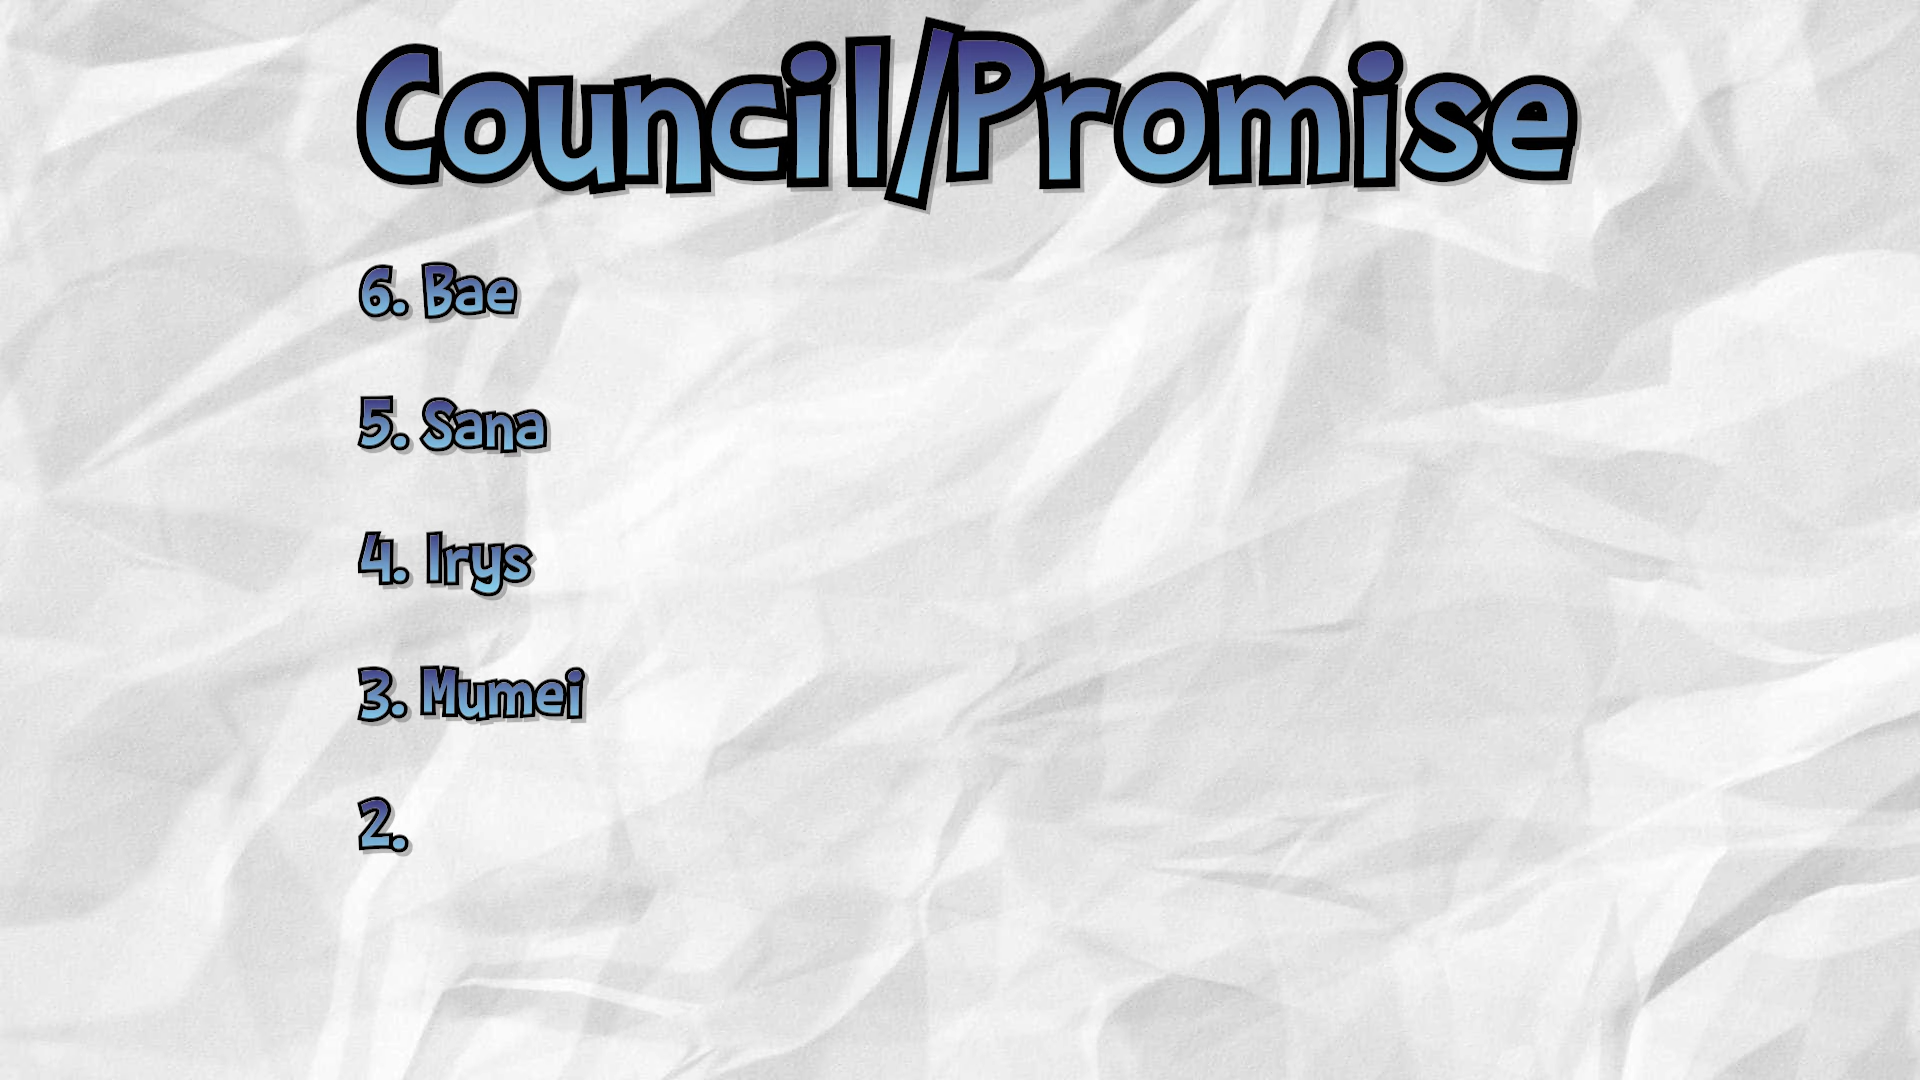 Council/Promise
6. Bae
5. Sana
4. Irys
3. Mumei
2.